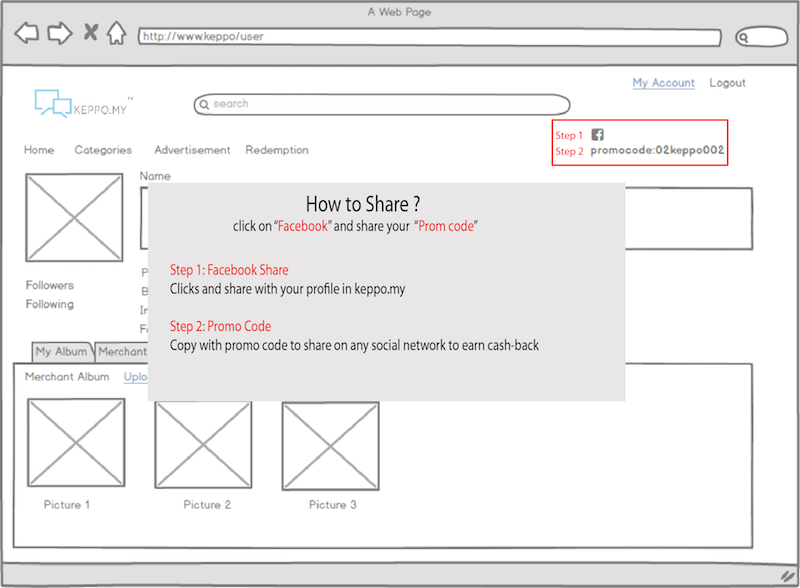 A Web Page
http://www.keppo/user
My Account Logout
KEPPO.MY
search
Step 1
Step 2 promocode:02keppo002
Home Categories Advertisement Redemption
Name
How to Share ?
click on “Facebook” and share your “Prom code”
Step 1: Facebook Share
Clicks and share with your profile in keppo.my
Step 2: Promo Code
Copy with promo code to share on any social network to earn cash-back
Followers
Following
My Album Merchant
Merchant Album Uplo
Picture 1 Picture 2 Picture 3